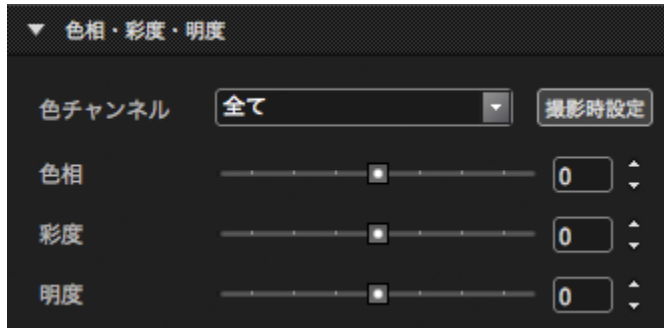 色相・彩度・明度
色チャンネル 全て 撮影時設定
色相 0
彩度 0
明度 0